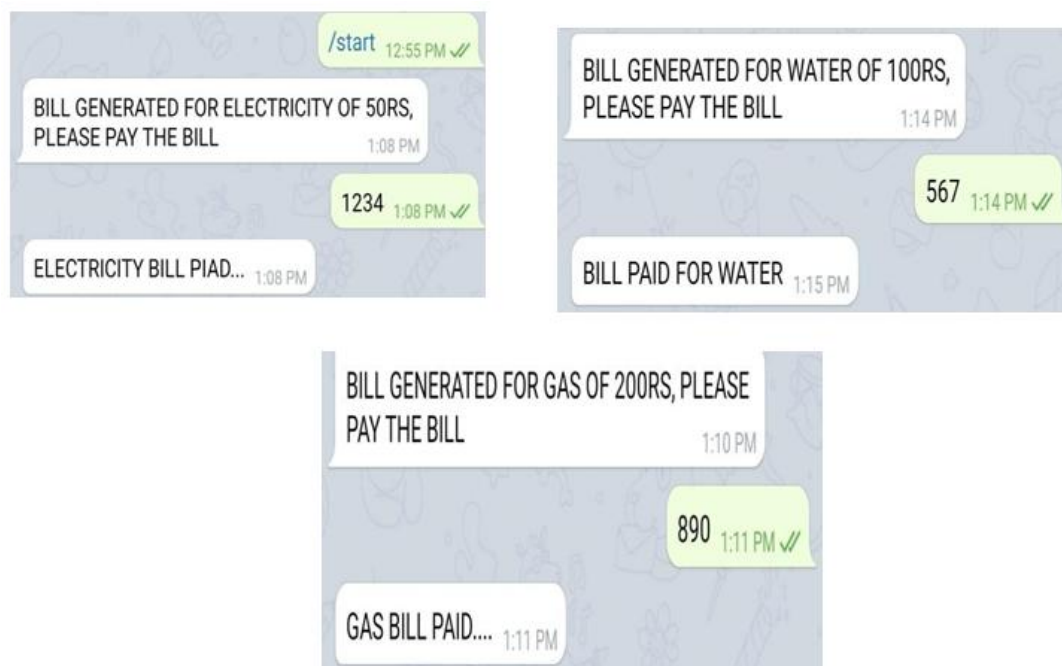 /start 12:55 PM
BILL GENERATED FOR ELECTRICITY OF 50RS,
PLEASE PAY THE BILL
1:08 PM
1234 1:08 PM
ELECTRICITY BILL PIAD... 1:08 PM
BILL GENERATED FOR WATER OF 100RS,
PLEASE PAY THE BILL
1:14 PM
567 1:14 PM
BILL PAID FOR WATER 1:15 PM
BILL GENERATED FOR GAS OF 200RS, PLEASE
PAY THE BILL
1:10 PM
890 1:11 PM
GAS BILL PAID.... 1:11 PM